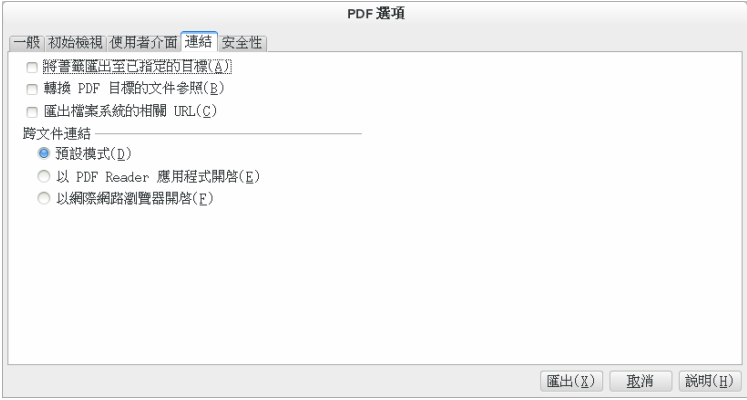 PDF 選項
一般 初始檢視 使用者介面 連結 安全性
將書籤匯出至已指定的目標(A)
轉換 PDF 目標的文件參照(B)
匯出檔案系統的相關 URL(C)
跨文件連結
預設模式(D)
以 PDF Reader 應用程式開啓(E)
以網際網路瀏覽器開啓(F)
匯出(X) 取消 說明(H)